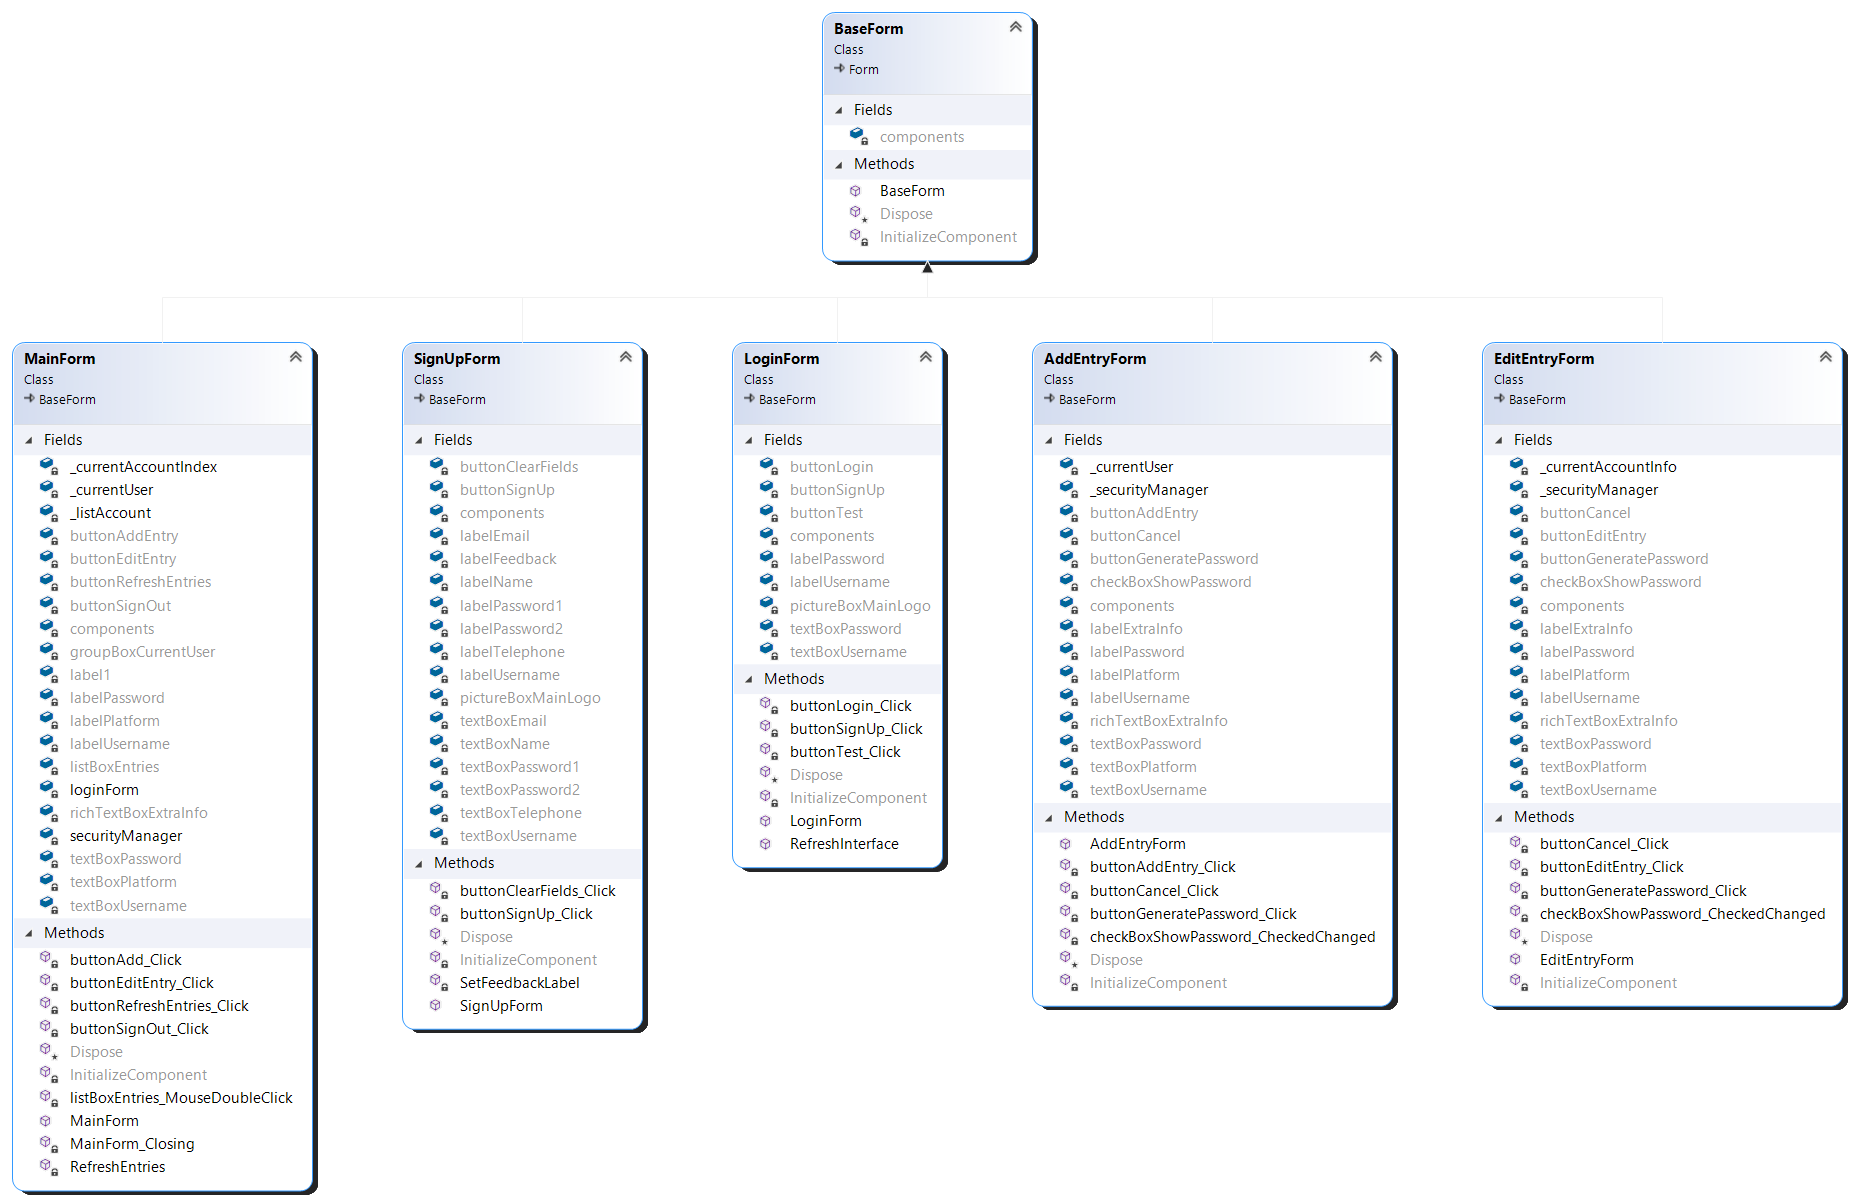 BaseForm
Class
Form
Fields
components
Methods
BaseForm
Dispose
InitializeComponent
MainForm
Class
BaseForm
Fields
_currentAccountIndex
_currentUser
_listAccount
buttonAddEntry
buttonEditEntry
buttonRefreshEntries
buttonSignOut
components
groupBoxCurrentUser
label1
labelPassword
labelPlatform
labelUsername
listBoxEntries
loginForm
richTextBoxExtraInfo
securityManager
textBoxPassword
textBoxPlatform
textBoxUsername
Methods
buttonAdd_Click
buttonEditEntry_Click
buttonRefreshEntries_Click
buttonSignOut_Click
Dispose
InitializeComponent
listBoxEntries_MouseDoubleClick
MainForm
MainForm_Closing
RefreshEntries
SignUpForm
Class
BaseForm
Fields
buttonClearFields
buttonSignUp
components
labelEmail
labelFeedback
labelName
labelPassword1
labelPassword2
labelTelephone
labelUsername
pictureBoxMainLogo
textBoxEmail
textBoxName
textBoxPassword1
textBoxPassword2
textBoxTelephone
textBoxUsername
Methods
buttonClearFields_Click
buttonSignUp_Click
Dispose
InitializeComponent
SetFeedbackLabel
SignUpForm
LoginForm
Class
BaseForm
Fields
buttonLogin
buttonSignUp
buttonTest
components
labelPassword
labelUsername
pictureBoxMainLogo
textBoxPassword
textBoxUsername
Methods
buttonLogin_Click
buttonSignUp_Click
buttonTest_Click
Dispose
InitializeComponent
LoginForm
RefreshInterface
AddEntryForm
Class
BaseForm
Fields
_currentUser
_securityManager
buttonAddEntry
buttonCancel
buttonGeneratePassword
checkBoxShowPassword
components
labelExtraInfo
labelPassword
labelPlatform
labelUsername
richTextBoxExtraInfo
textBoxPassword
textBoxPlatform
textBoxUsername
Methods
AddEntryForm
buttonAddEntry_Click
buttonCancel_Click
buttonGeneratePassword_Click
checkBoxShowPassword_CheckedChanged
Dispose
InitializeComponent
EditEntryForm
Class
BaseForm
Fields
_currentAccountInfo
_securityManager
buttonCancel
buttonEditEntry
buttonGeneratePassword
checkBoxShowPassword
components
labelExtraInfo
labelPassword
labelPlatform
labelUsername
richTextBoxExtraInfo
textBoxPassword
textBoxPlatform
textBoxUsername
Methods
buttonCancel_Click
buttonEditEntry_Click
buttonGeneratePassword_Click
checkBoxShowPassword_CheckedChanged
Dispose
EditEntryForm
InitializeComponent